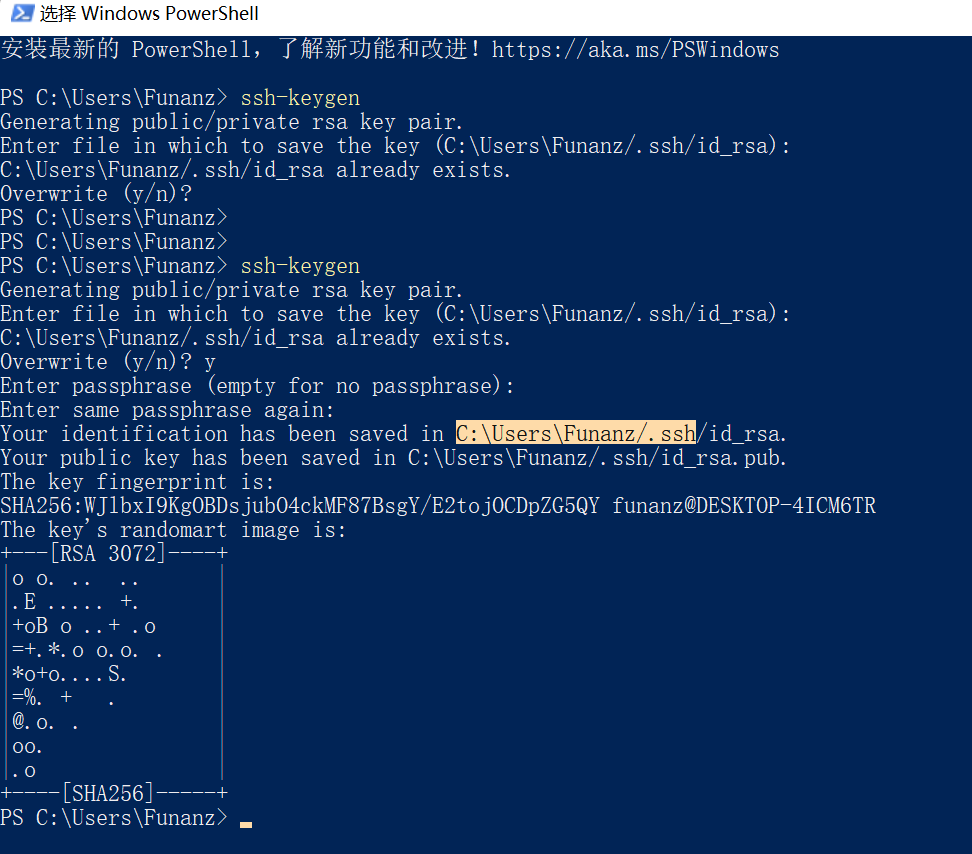 选择 Windows PowerShell
安装最新的 PowerShell，了解新功能和改进！https://aka.ms/PSWindows
PS C:\Users\Funanz> ssh-keygen
Generating public/private rsa key pair.
Enter file in which to save the key (C:\Users\Funanz/.ssh/id_rsa):
C:\Users\Funanz/.ssh/id_rsa already exists.
Overwrite (y/n)?
PS C:\Users\Funanz>
PS C:\Users\Funanz>
PS C:\Users\Funanz> ssh-keygen
Generating public/private rsa key pair.
Enter file in which to save the key (C:\Users\Funanz/.ssh/id_rsa):
C:\Users\Funanz/.ssh/id_rsa already exists.
Overwrite (y/n)? y
Enter passphrase (empty for no passphrase):
Enter same passphrase again:
Your identification has been saved in C:\Users\Funanz/.ssh/id_rsa.
Your public key has been saved in C:\Users\Funanz/.ssh/id_rsa.pub.
The key fingerprint is:
SHA256:WJlbxI9KgOBDsjubO4ckMF87BsgY/E2tojOCDpZG5QY funanz@DESKTOP-4ICM6TR
The key's randomart image is:
+---[RSA 3072]----+
|o o. ..  ..      |
|.E ..... +.      |
|+oB o ..+ .o     |
|=+.*.o o.o. .    |
|*o+o....S.       |
|=%. +   .        |
|@.o. .           |
|oo.              |
|.o               |
+----[SHA256]-----+
PS C:\Users\Funanz>